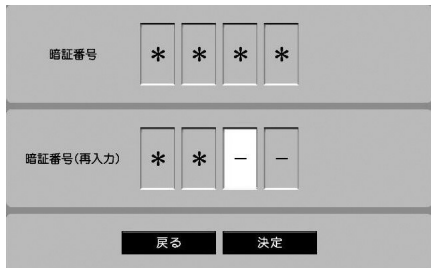 暗証番号 ＊ ＊ ＊ ＊
暗証番号(再入力) ＊ ＊ － －
戻る 決定